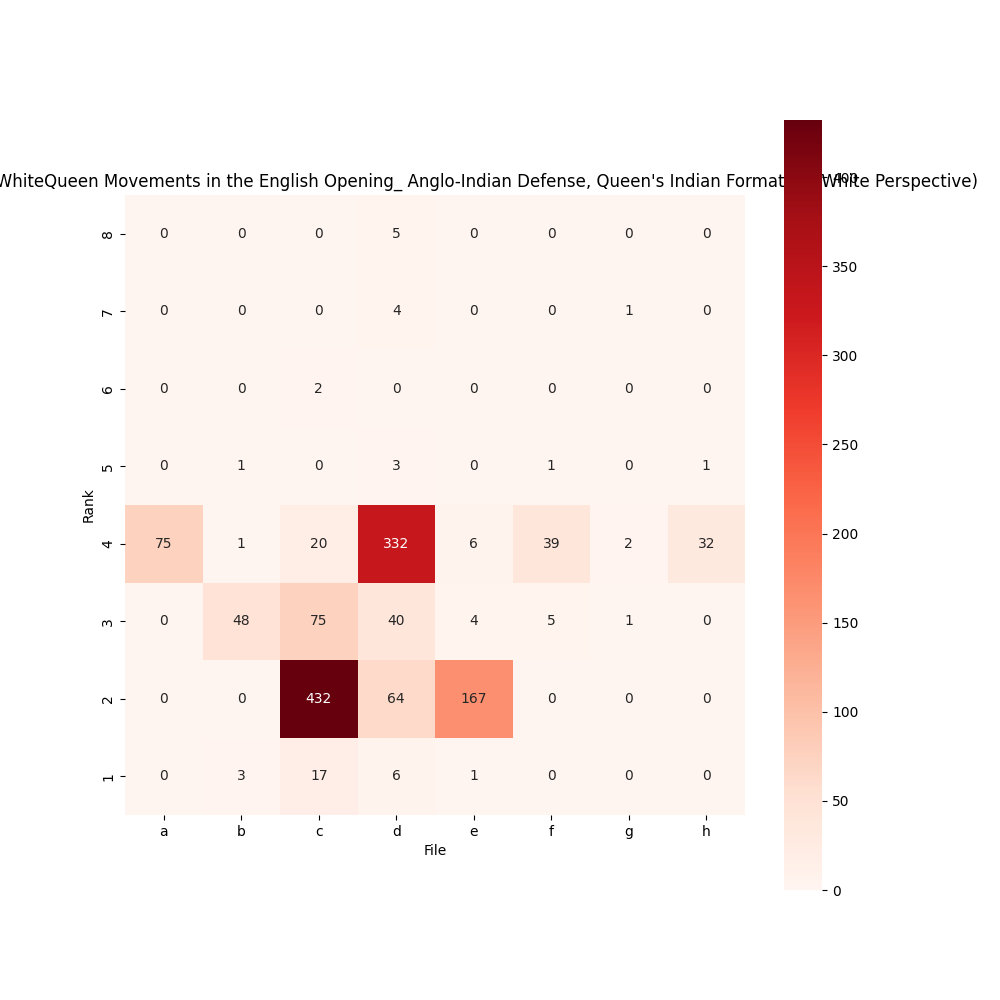 WhiteQueen Movements in the English Opening_ Anglo-Indian Defense, Queen's Indian Format White Perspective)
400
350
300
250
200
150
100
50
0
8 0 0 0 5 0 0 0 0
7 0 0 0 4 0 0 1 0
6 0 0 2 0 0 0 0 0
5 0 1 0 3 0 1 0 1
4 75 1 20 332 6 39 2 32
3 0 48 75 40 4 5 1 0
2 0 0 432 64 167 0 0 0
1 0 3 17 6 1 0 0 0
a b c d e f g h
File
Rank